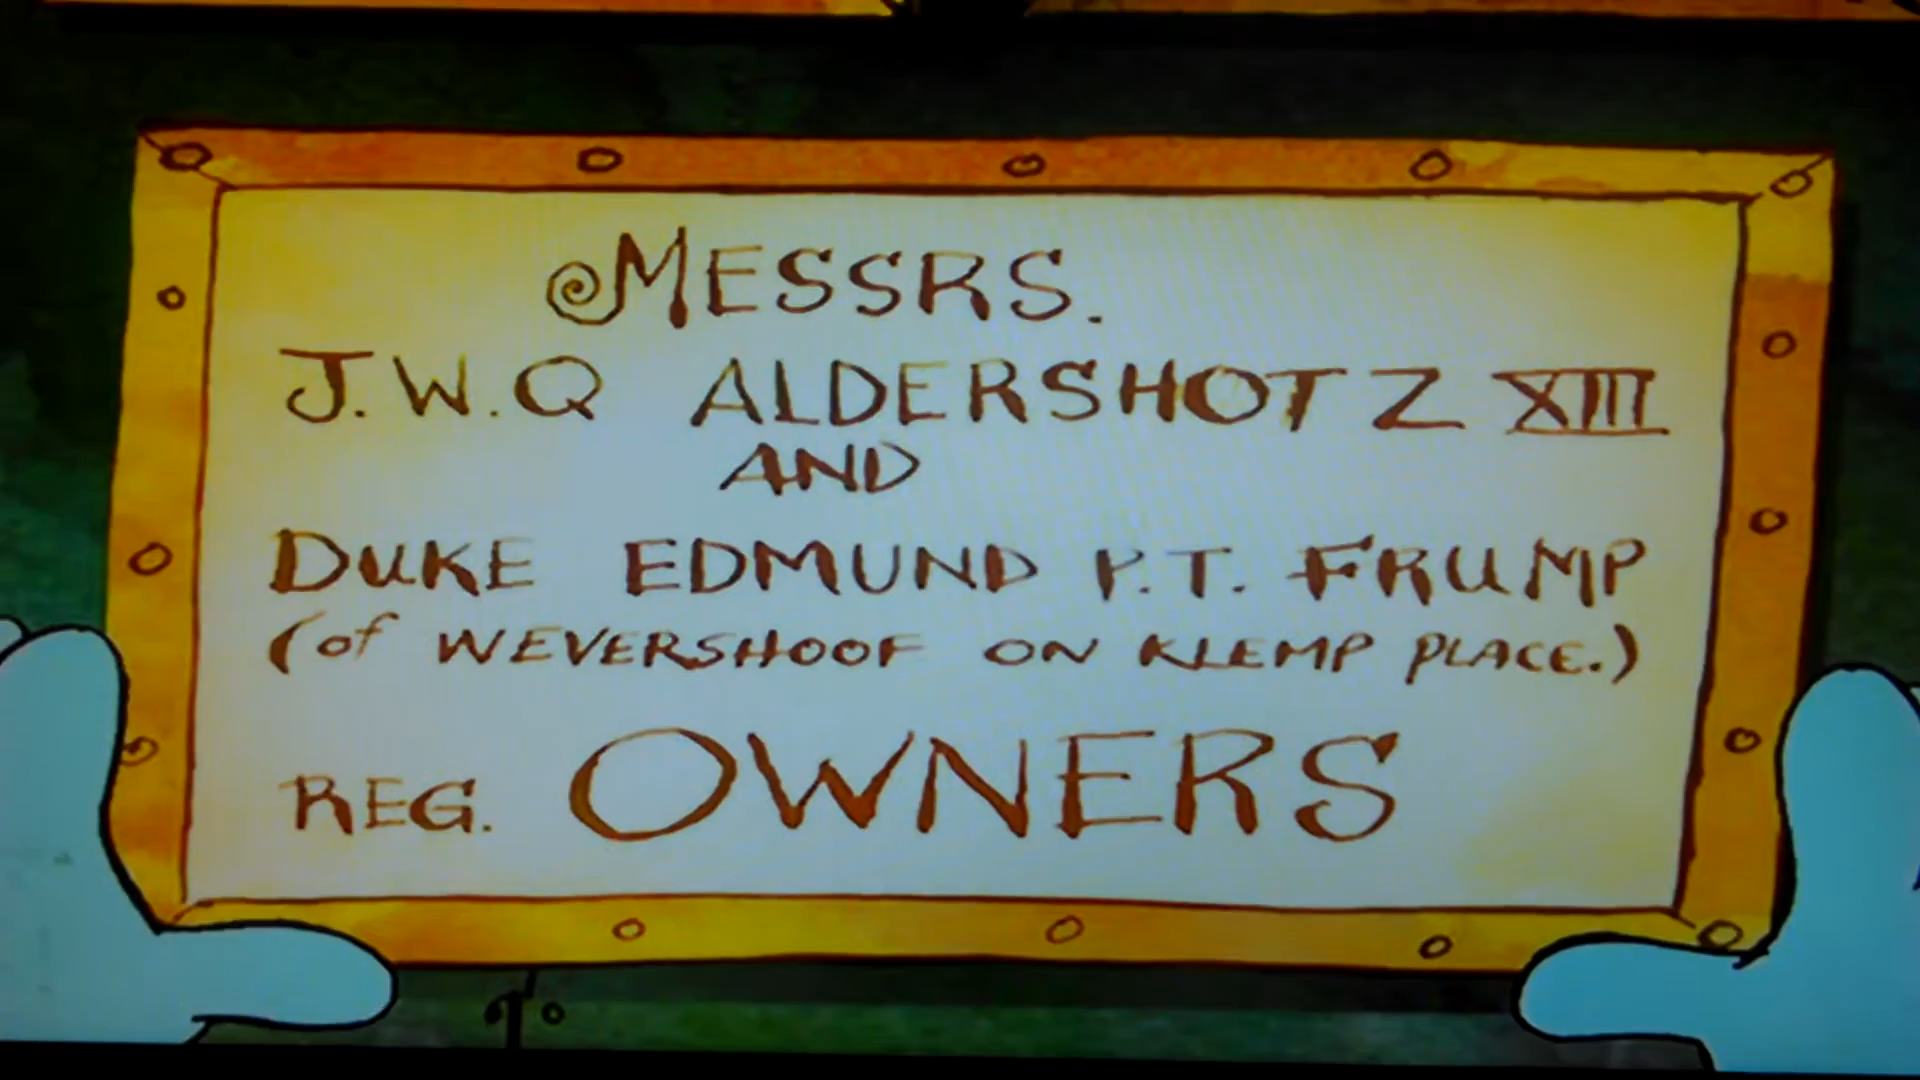 MESSRS.
J.W.Q ALDERSHOT Z XIII
AND
DUKE EDMUND P.T. FRUMP
(of WEVERSHOOF ON KLEMP PLACE.)
REG. OWNERS